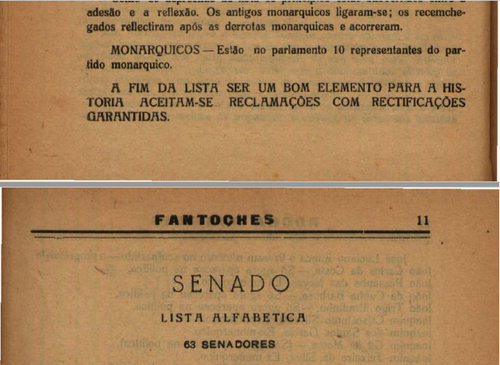 adesão e a reflexão. Os antigos monarquicos ligaram-se; os recemche-
gados reflectiram após as derrotas monarquicas e acorreram.
MONARQUICOS — Estão no parlamento 10 representantes do par-
tido monarquico.
A FIM DA LISTA SER UM BOM ELEMENTO PARA A HIS-
TORIA ACEITAM-SE RECLAMAÇÕES COM RECTIFICAÇÕES
GARANTIDAS.
FANTOCHES 11
SENADO
LISTA ALFABETICA
63 SENADORES